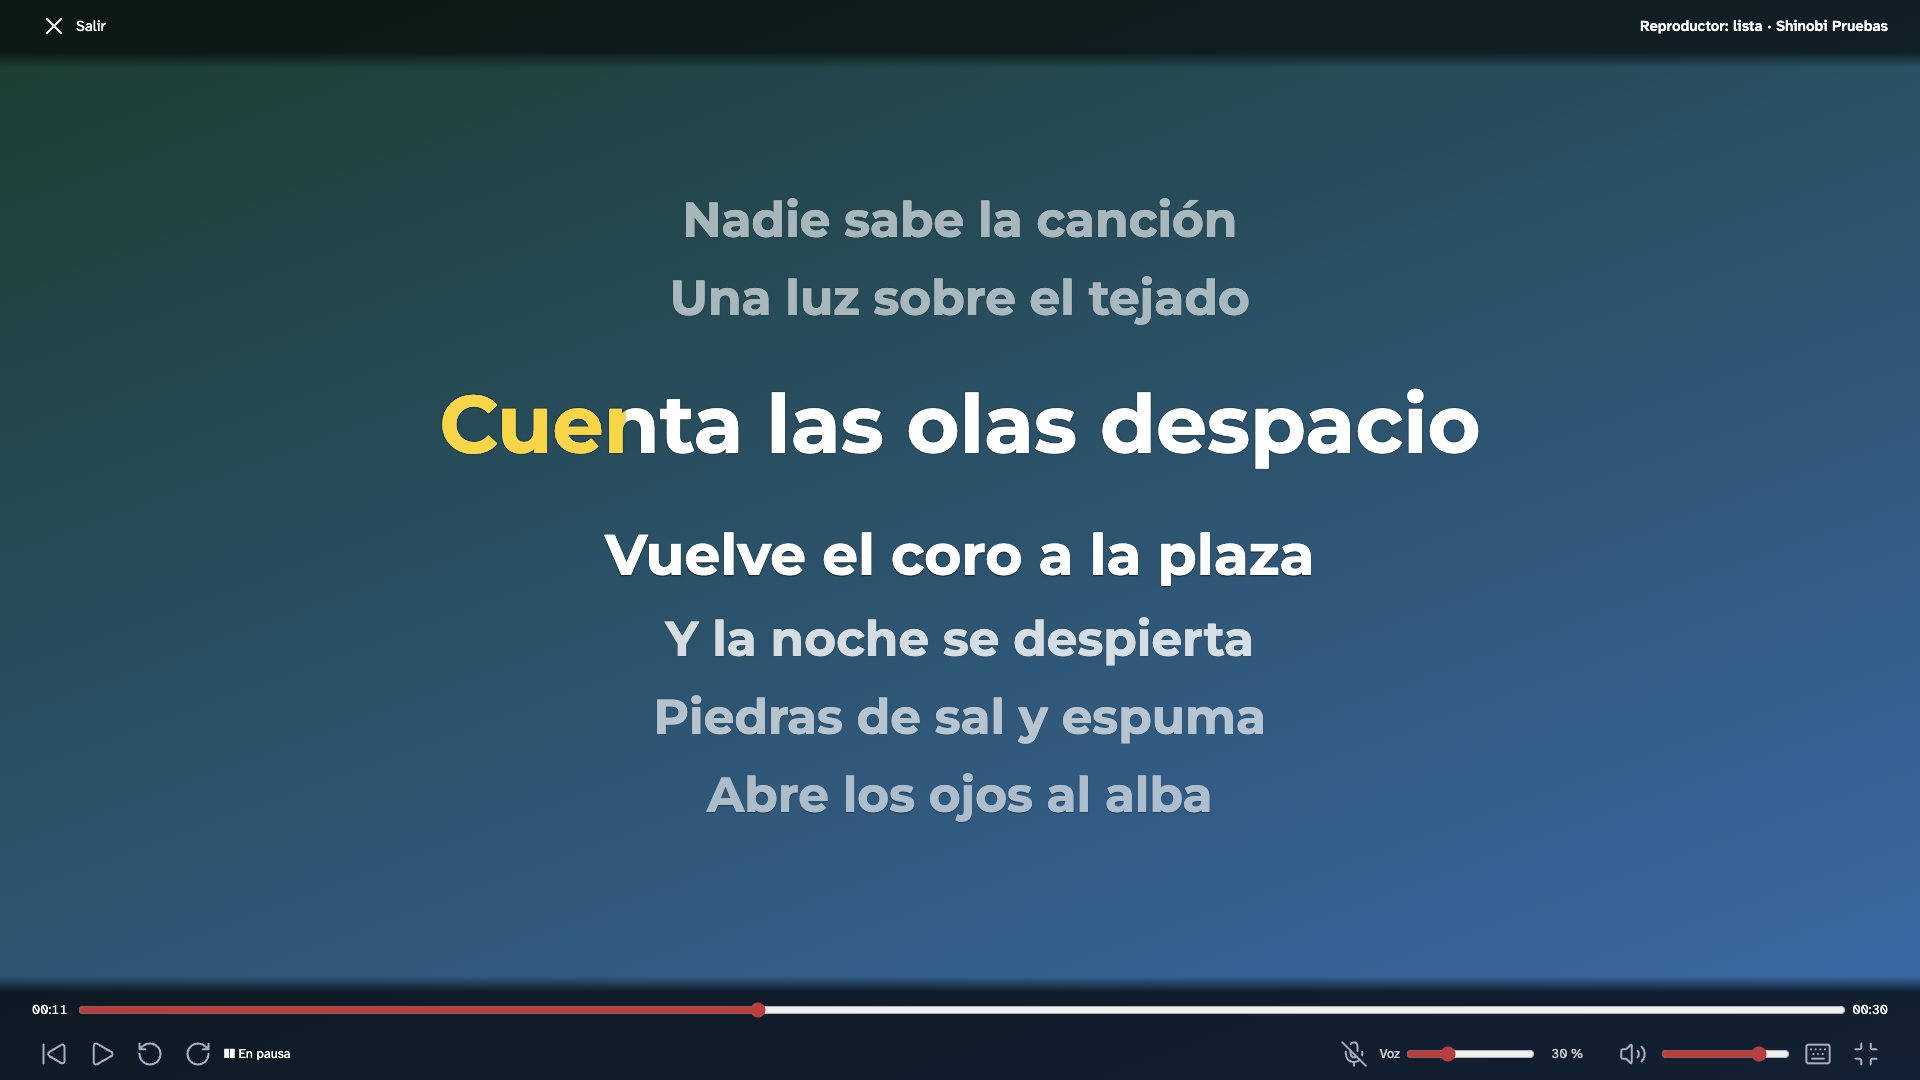 Salir
Reproductor: lista · Shinobi Pruebas
Nadie sabe la canción
Una luz sobre el tejado
Cuenta las olas despacio
Vuelve el coro a la plaza
Y la noche se despierta
Piedras de sal y espuma
Abre los ojos al alba
00:11
00:30
En pausa
Voz
30 %